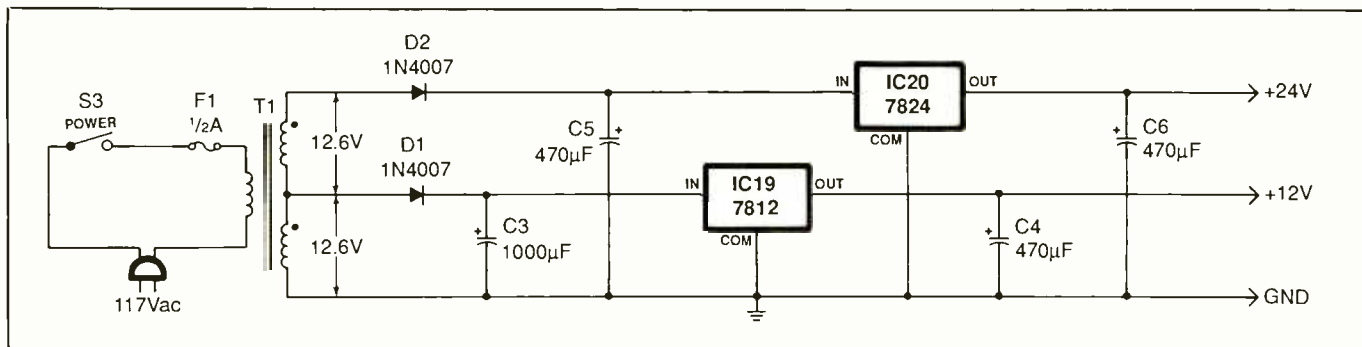 S3
POWER
F1
1/2A
T1
12.6V
12.6V
117Vac
D2
1N4007
D1
1N4007
C5
470µF
+
C3
1000µF
+
IN
IC20
7824
OUT
COM
IN
IC19
7812
OUT
COM
C6
470µF
+
C4
470µF
+
+24V
+12V
GND